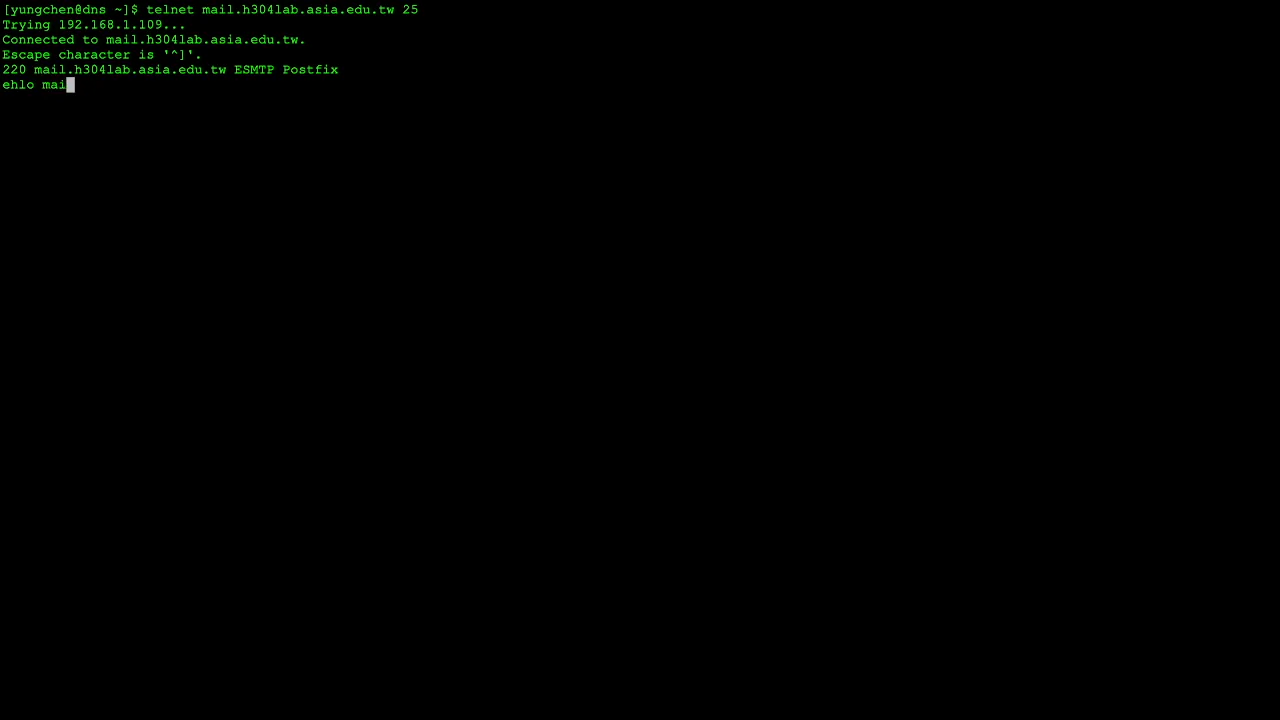 [yungchen@dns ~]$ telnet mail.h304lab.asia.edu.tw 25
Trying 192.168.1.109...
Connected to mail.h304lab.asia.edu.tw.
Escape character is '^]'.
220 mail.h304lab.asia.edu.tw ESMTP Postfix
ehlo mai